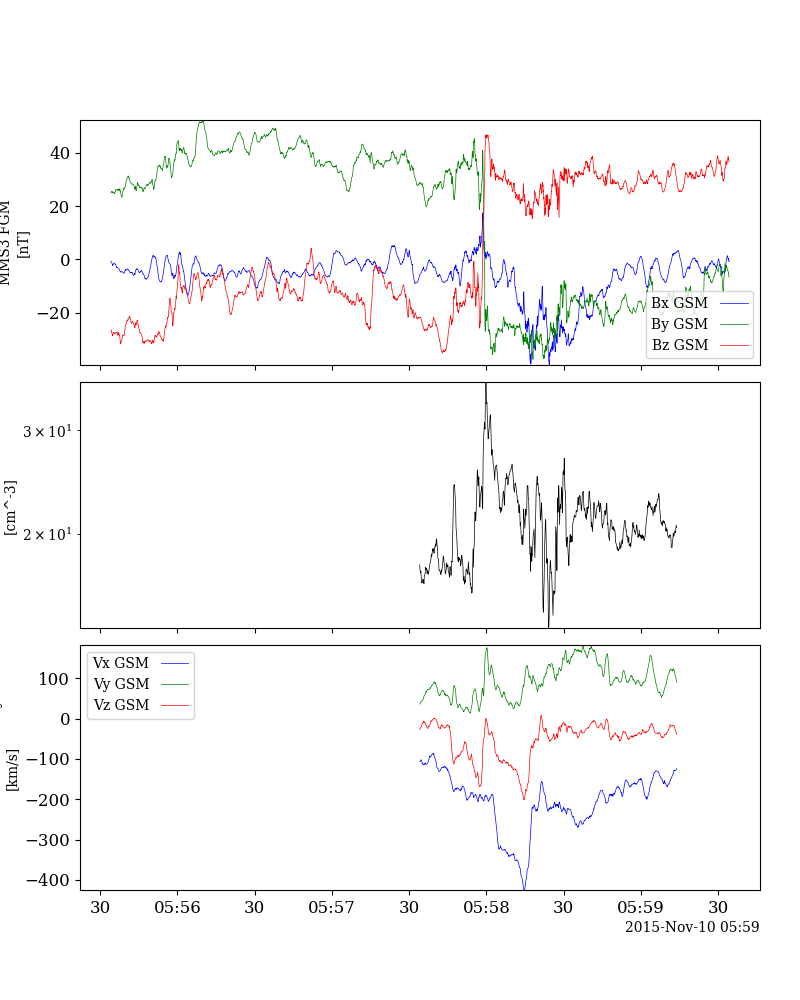 MMS3 FGM
[nT]
40
20
0
−20
Bx GSM
By GSM
Bz GSM
[cm^-3]
3 × 10¹
2 × 10¹
[km/s]
100
0
−100
−200
−300
−400
Vx GSM
Vy GSM
Vz GSM
30 05:56 30 05:57 30 05:58 30 05:59 30
2015-Nov-10 05:59